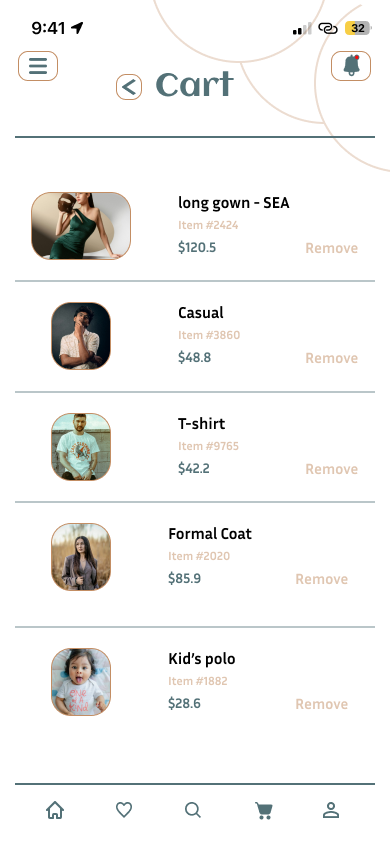 9:41
32
Cart
long gown - SEA
Item #2424
$120.5
Remove
Casual
Item #3860
$48.8
Remove
T-shirt
Item #9765
$42.2
Remove
Formal Coat
Item #2020
$85.9
Remove
Kid's polo
Item #1882
$28.6
Remove